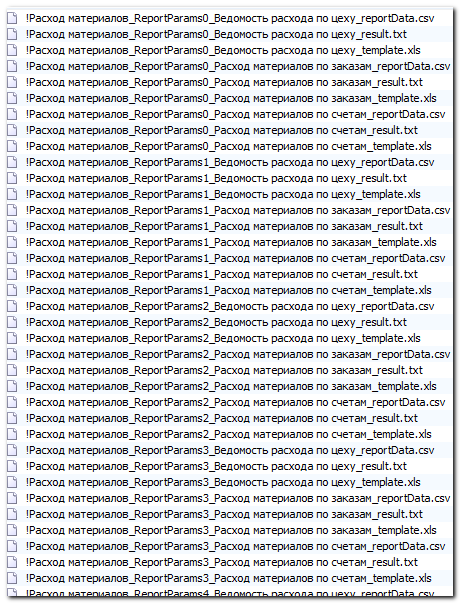 !Расход материалов_ReportParams0_Ведомость расхода по цеху_reportData.csv
!Расход материалов_ReportParams0_Ведомость расхода по цеху_result.txt
!Расход материалов_ReportParams0_Ведомость расхода по цеху_template.xls
!Расход материалов_ReportParams0_Расход материалов по заказам_reportData.csv
!Расход материалов_ReportParams0_Расход материалов по заказам_result.txt
!Расход материалов_ReportParams0_Расход материалов по заказам_template.xls
!Расход материалов_ReportParams0_Расход материалов по счетам_reportData.csv
!Расход материалов_ReportParams0_Расход материалов по счетам_result.txt
!Расход материалов_ReportParams0_Расход материалов по счетам_template.xls
!Расход материалов_ReportParams1_Ведомость расхода по цеху_reportData.csv
!Расход материалов_ReportParams1_Ведомость расхода по цеху_result.txt
!Расход материалов_ReportParams1_Ведомость расхода по цеху_template.xls
!Расход материалов_ReportParams1_Расход материалов по заказам_reportData.csv
!Расход материалов_ReportParams1_Расход материалов по заказам_result.txt
!Расход материалов_ReportParams1_Расход материалов по заказам_template.xls
!Расход материалов_ReportParams1_Расход материалов по счетам_reportData.csv
!Расход материалов_ReportParams1_Расход материалов по счетам_result.txt
!Расход материалов_ReportParams1_Расход материалов по счетам_template.xls
!Расход материалов_ReportParams2_Ведомость расхода по цеху_reportData.csv
!Расход материалов_ReportParams2_Ведомость расхода по цеху_result.txt
!Расход материалов_ReportParams2_Ведомость расхода по цеху_template.xls
!Расход материалов_ReportParams2_Расход материалов по заказам_reportData.csv
!Расход материалов_ReportParams2_Расход материалов по заказам_result.txt
!Расход материалов_ReportParams2_Расход материалов по заказам_template.xls
!Расход материалов_ReportParams2_Расход материалов по счетам_reportData.csv
!Расход материалов_ReportParams2_Расход материалов по счетам_result.txt
!Расход материалов_ReportParams2_Расход материалов по счетам_template.xls
!Расход материалов_ReportParams3_Ведомость расхода по цеху_reportData.csv
!Расход материалов_ReportParams3_Ведомость расхода по цеху_result.txt
!Расход материалов_ReportParams3_Ведомость расхода по цеху_template.xls
!Расход материалов_ReportParams3_Расход материалов по заказам_reportData.csv
!Расход материалов_ReportParams3_Расход материалов по заказам_result.txt
!Расход материалов_ReportParams3_Расход материалов по заказам_template.xls
!Расход материалов_ReportParams3_Расход материалов по счетам_reportData.csv
!Расход материалов_ReportParams3_Расход материалов по счетам_result.txt
!Расход материалов_ReportParams3_Расход материалов по счетам_template.xls
!Расход материалов_ReportParams4_Ведомость расхода по цеху_reportData.csv